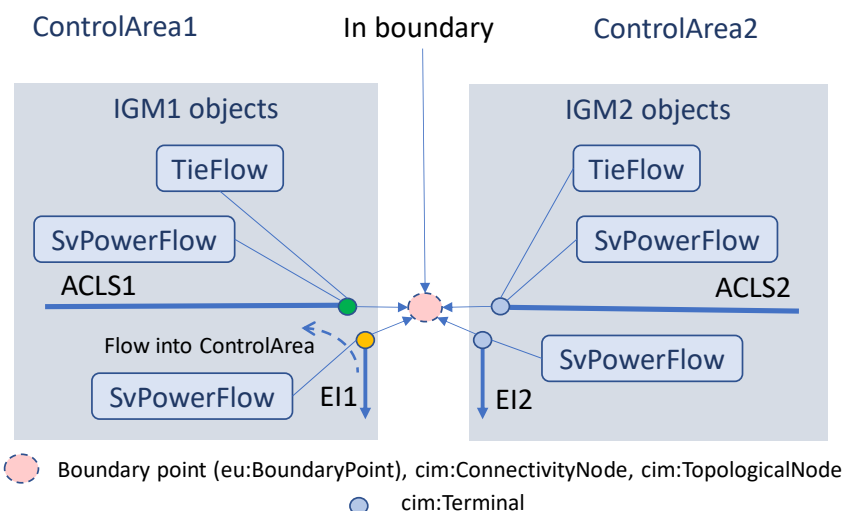 ControlArea1
In boundary
ControlArea2
IGM1 objects
IGM2 objects
TieFlow
TieFlow
SvPowerFlow
SvPowerFlow
ACLS1
ACLS2
Flow into ControlArea
SvPowerFlow
SvPowerFlow
EI1
EI2
Boundary point (eu:BoundaryPoint), cim:ConnectivityNode, cim:TopologicalNode
cim:Terminal